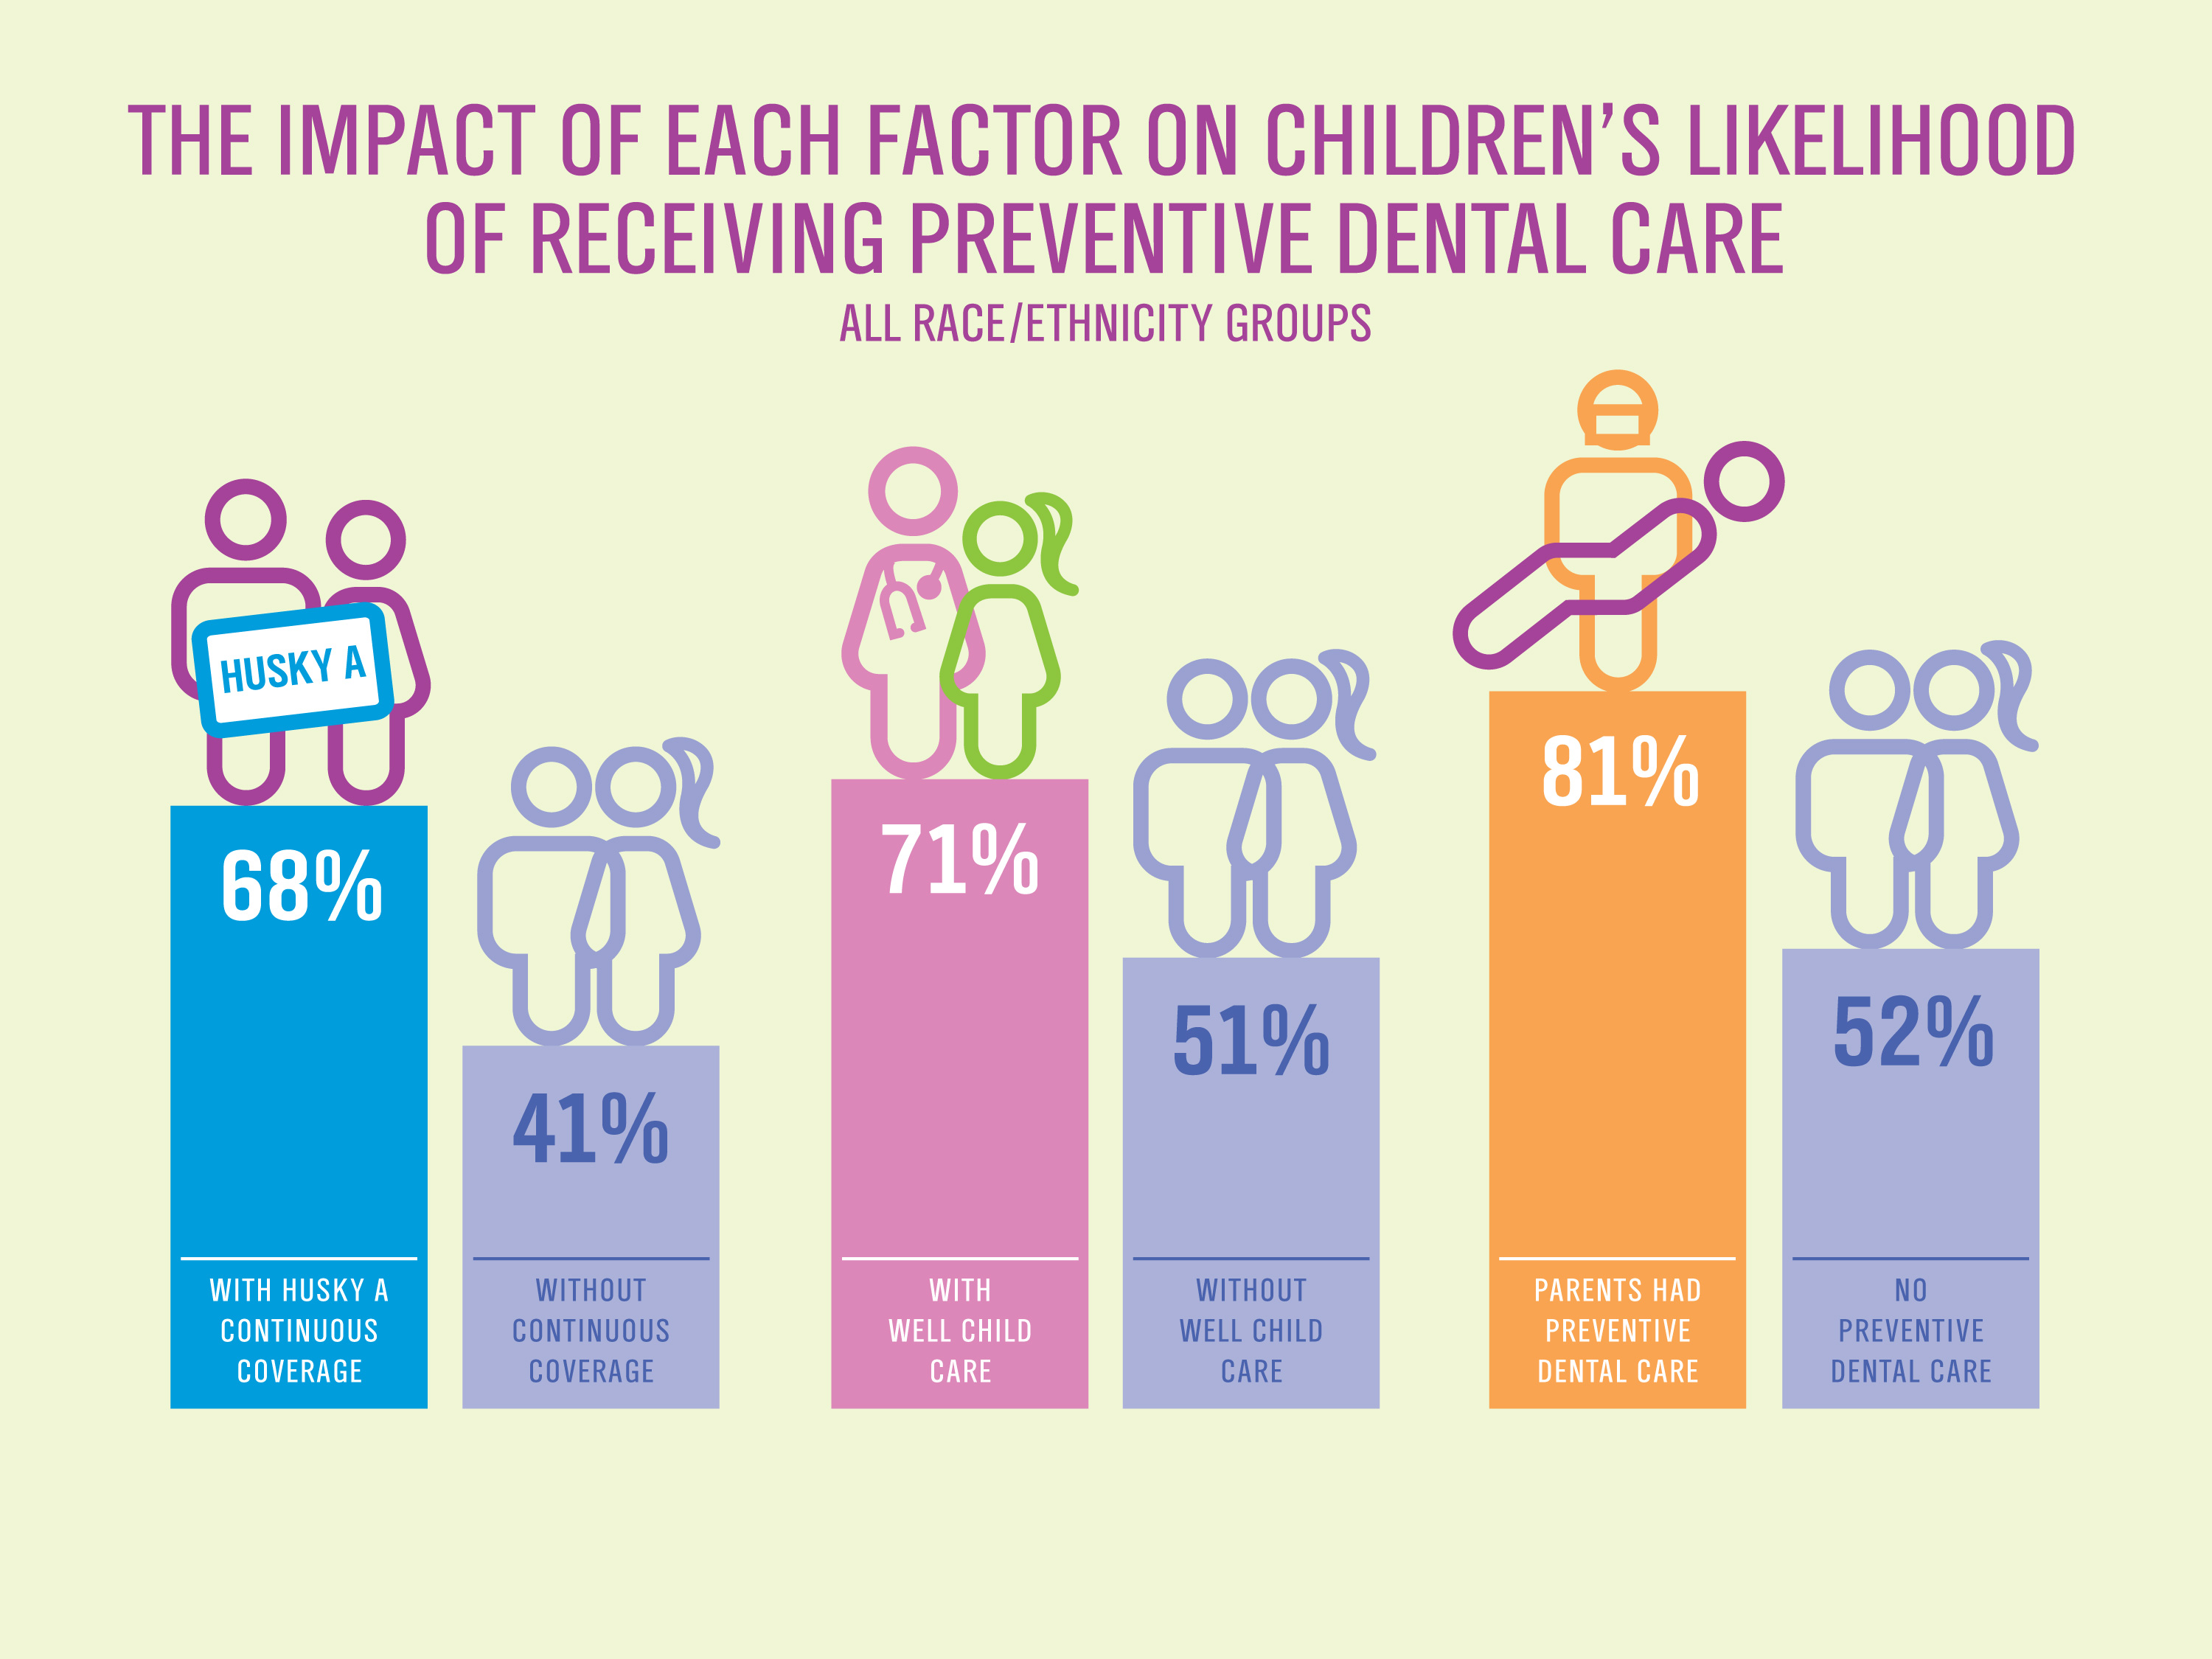 THE IMPACT OF EACH FACTOR ON CHILDREN'S LIKELIHOOD
OF RECEIVING PREVENTIVE DENTAL CARE
ALL RACE/ETHNICITY GROUPS
HUSKY A
68%
WITH HUSKY A
CONTINUOUS
COVERAGE
41%
WITHOUT
CONTINUOUS
COVERAGE
71%
WITH
WELL CHILD
CARE
51%
WITHOUT
WELL CHILD
CARE
81%
PARENTS HAD
PREVENTIVE
DENTAL CARE
52%
NO
PREVENTIVE
DENTAL CARE